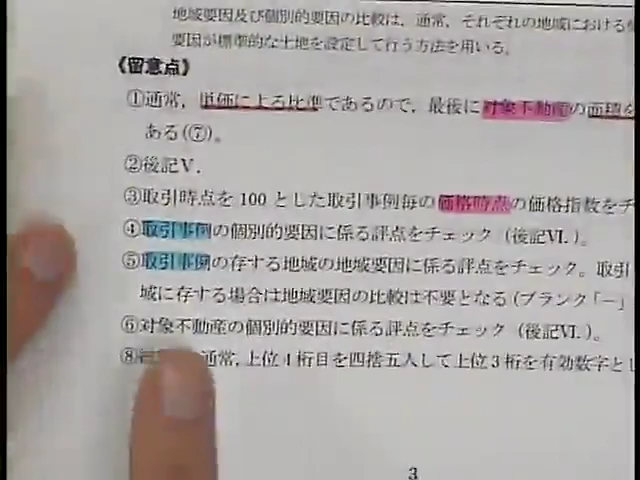 地域要因及び個別的要因の比較は，通常，それぞれの地域における
要因が標準的な土地を設定して行う方法を用いる。
《留意点》
①通常，単価による比準であるので，最後に対象不動産の面積を
ある(⑦)。
②後記Ⅴ.
③取引時点を 100 とした取引事例毎の価格時点の価格指数をチ
④取引事例の個別的要因に係る評点をチェック（後記Ⅵ.）。
⑤取引事例の存する地域の地域要因に係る評点をチェック。取引
域に存する場合は地域要因の比較は不要となる（ブランク「－」
⑥対象不動産の個別的要因に係る評点をチェック（後記Ⅵ.）。
⑧ 通常，上位4桁目を四捨五入して上位3桁を有効数字とし
3